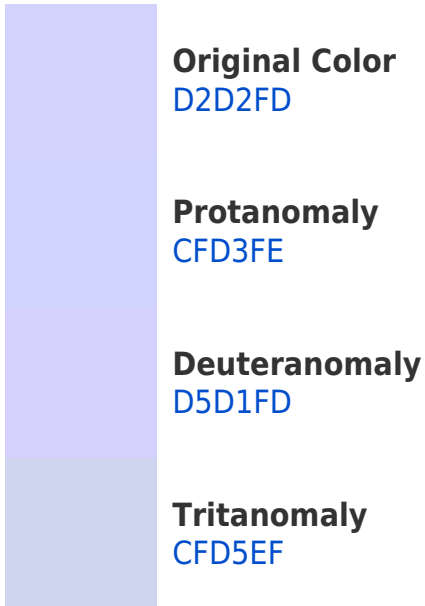 Original Color
D2D2FD
Protanomaly
CFD3FE
Deuteranomaly
D5D1FD
Tritanomaly
CFD5EF